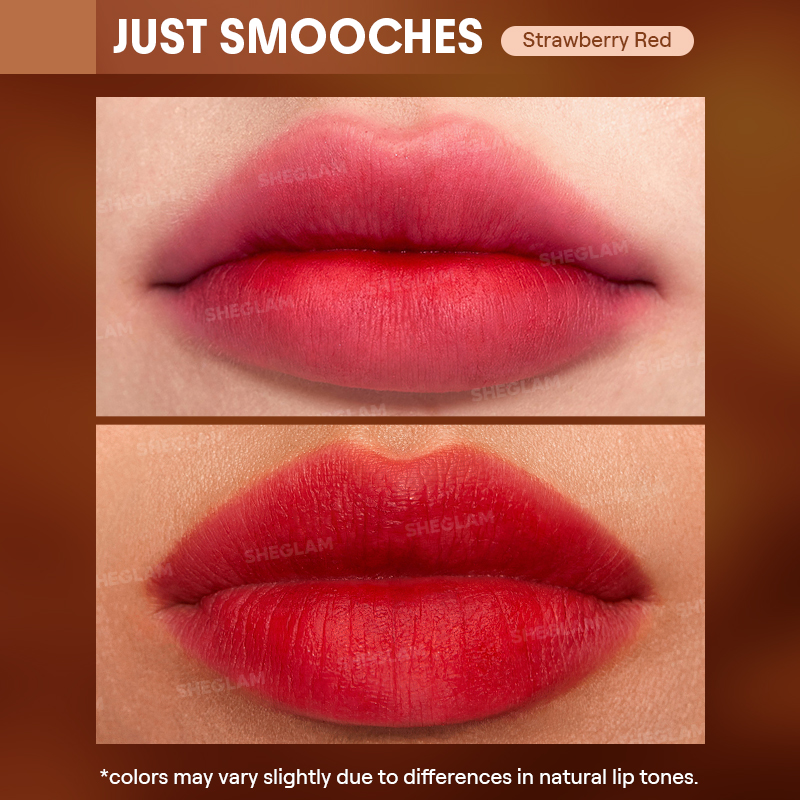 JUST SMOOCHES
Strawberry Red
SHEGLAM
SHEGLAM
SHEGLAM
SHEGLAM
SHEGLAM
SHEGLAM
SHEGLAM
SHEGLAM
*colors may vary slightly due to differences in natural lip tones.